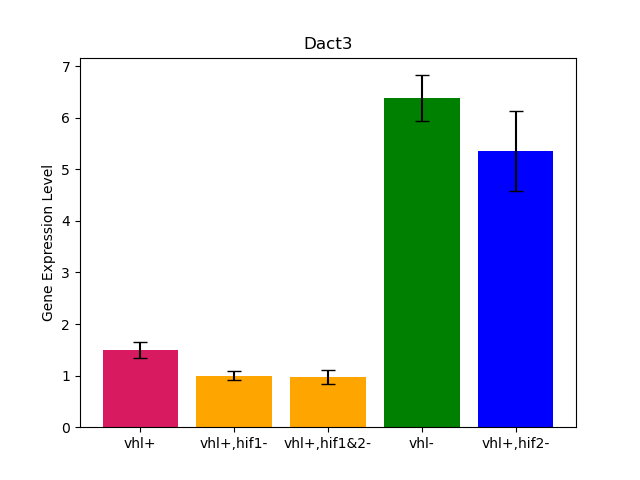 Dact3
Gene Expression Level
7
6
5
4
3
2
1
0
vhl+ vhl+,hif1- vhl+,hif1&2- vhl- vhl+,hif2-